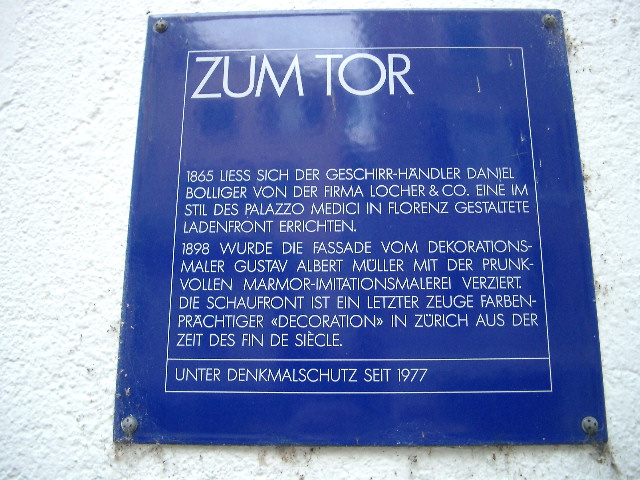 ZUM TOR
1865 LIESS SICH DER GESCHIRR-HÄNDLER DANIEL
BOLLIGER VON DER FIRMA LOCHER & CO. EINE IM
STIL DES PALAZZO MEDICI IN FLORENZ GESTALTETE
LADENFRONT ERRICHTEN.
1898 WURDE DIE FASSADE VOM DEKORATIONS-
MALER GUSTAV ALBERT MÜLLER MIT DER PRUNK-
VOLLEN MARMOR-IMITATIONSMALEREI VERZIERT.
DIE SCHAUFRONT IST EIN LETZTER ZEUGE FARBEN-
PRÄCHTIGER «DECORATION» IN ZÜRICH AUS DER
ZEIT DES FIN DE SIÈCLE.
UNTER DENKMALSCHUTZ SEIT 1977